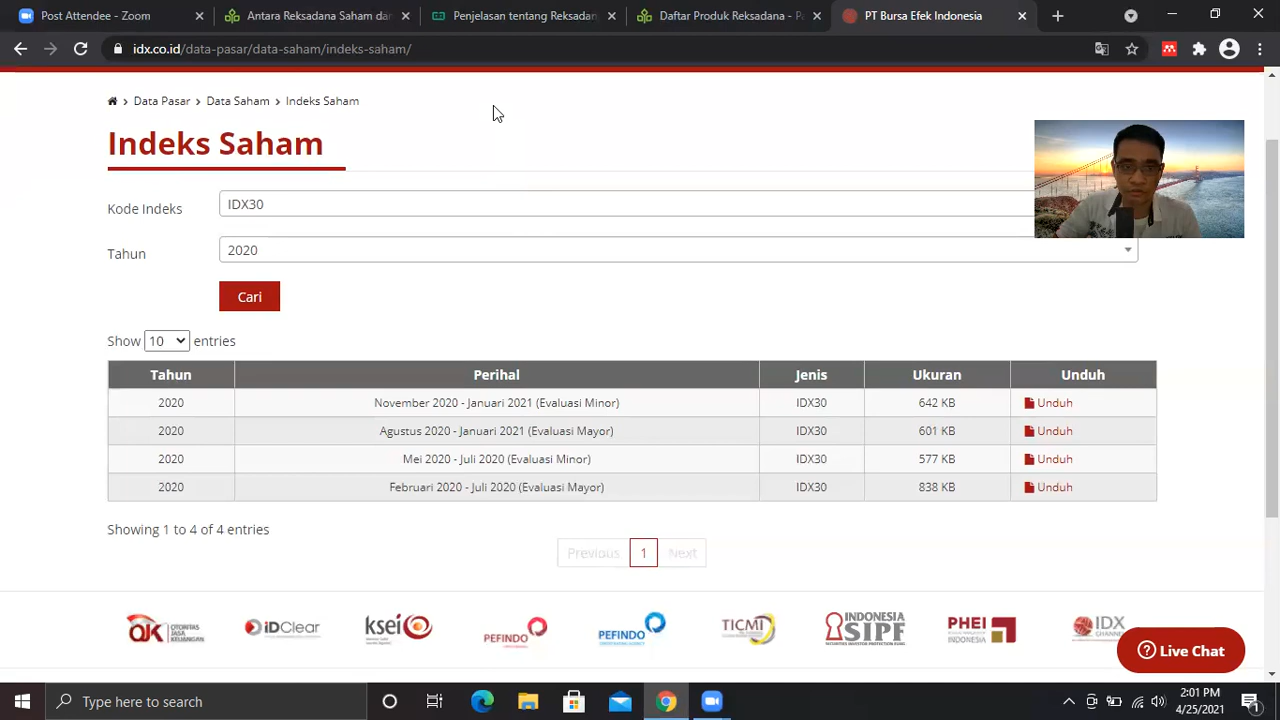 Post Attendee - Zoom
Antara Reksadana Saham dan
Penjelasan tentang Reksadan
Daftar Produk Reksadana - Pa
PT Bursa Efek Indonesia
idx.co.id/data-pasar/data-saham/indeks-saham/
Data Pasar > Data Saham > Indeks Saham
Indeks Saham
Kode Indeks
IDX30
Tahun
2020
Cari
Show 10 entries
Tahun Perihal Jenis Ukuran Unduh
2020 November 2020 - Januari 2021 (Evaluasi Minor) IDX30 642 KB Unduh
2020 Agustus 2020 - Januari 2021 (Evaluasi Mayor) IDX30 601 KB Unduh
2020 Mei 2020 - Juli 2020 (Evaluasi Minor) IDX30 577 KB Unduh
2020 Februari 2020 - Juli 2020 (Evaluasi Mayor) IDX30 838 KB Unduh
Showing 1 to 4 of 4 entries
Previous 1 Next
OTORITAS JASA KEUANGAN
iDClear
ksei
PEFINDO
PEFINDO
TICMI
INDONESIA SIPF
PHEI
IDX
Live Chat
Type here to search
2:01 PM
4/25/2021
1